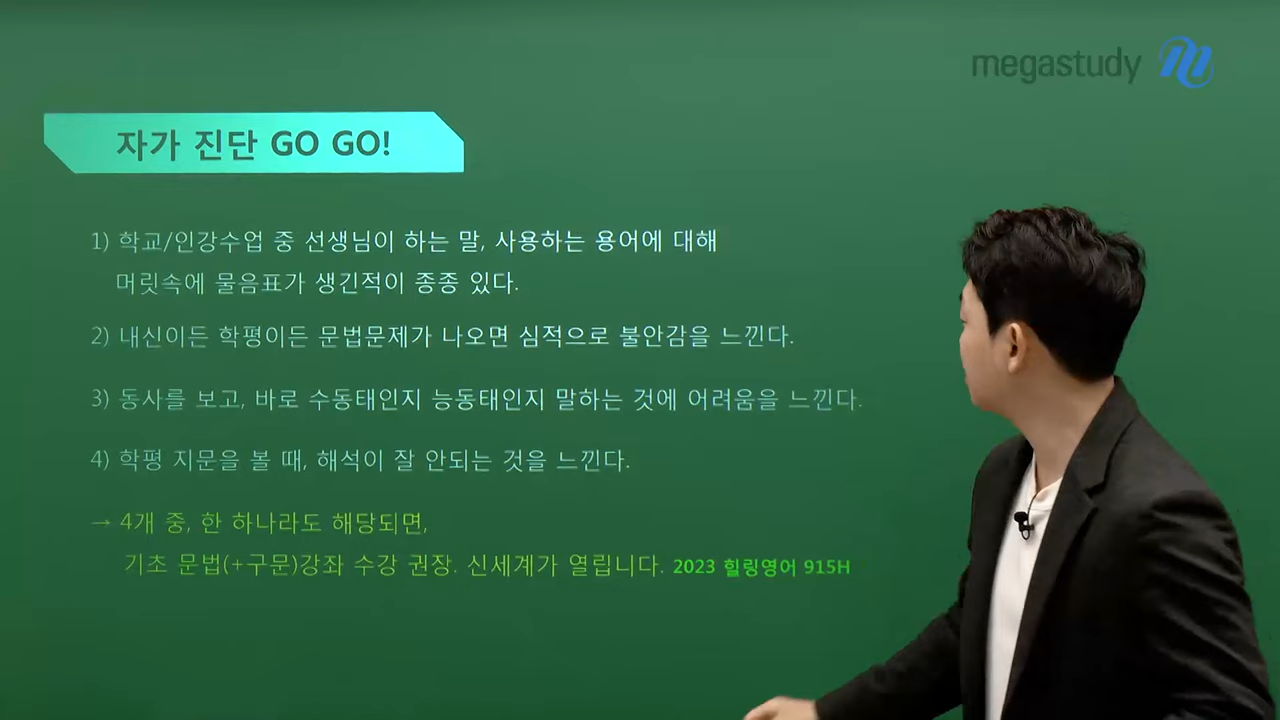 megastudy
자가 진단 GO GO!
1) 학교/인강수업 중 선생님이 하는 말, 사용하는 용어에 대해
머릿속에 물음표가 생긴적이 종종 있다.
2) 내신이든 학평이든 문법문제가 나오면 심적으로 불안감을 느낀다.
3) 동사를 보고, 바로 수동태인지 능동태인지 말하는 것에 어려움을 느낀다.
4) 학평 지문을 볼 때, 해석이 잘 안되는 것을 느낀다.
→ 4개 중, 한 하나라도 해당되면,
기초 문법(+구문)강좌 수강 권장. 신세계가 열립니다. 2023 힐링영어 915H